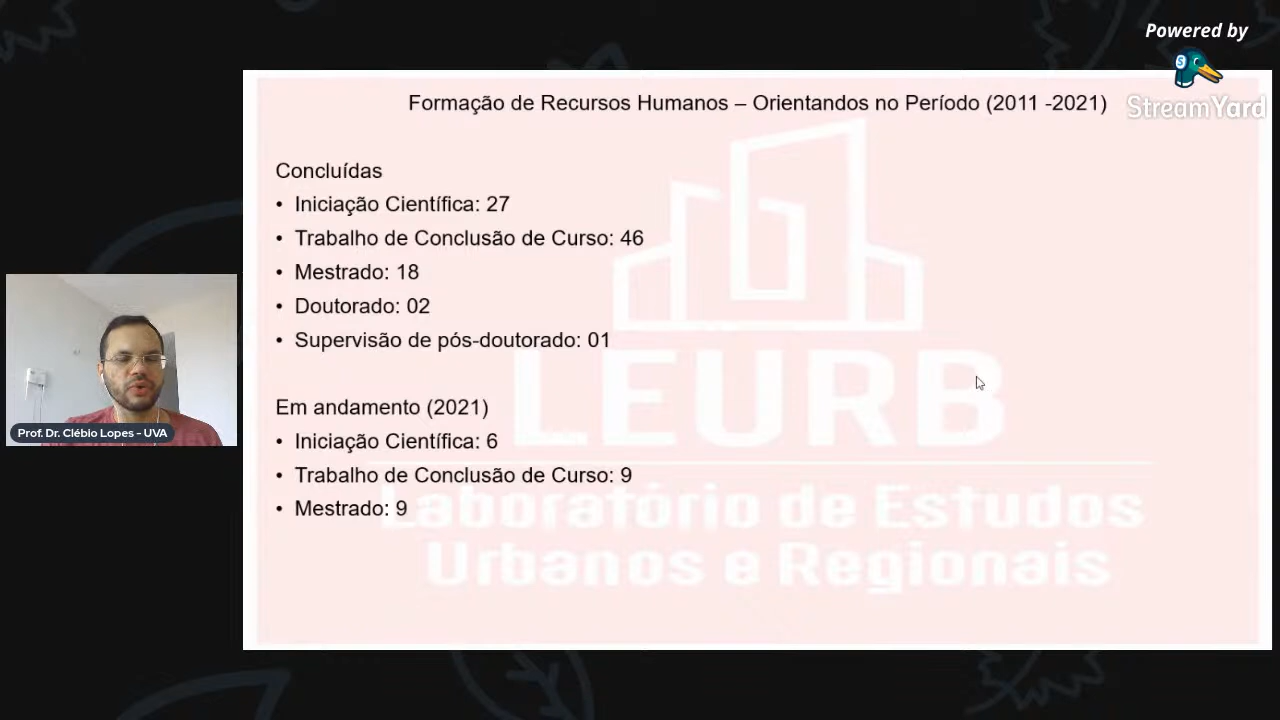 Powered by
StreamYard
Formação de Recursos Humanos – Orientandos no Período (2011 -2021)
Concluídas
• Iniciação Científica: 27
• Trabalho de Conclusão de Curso: 46
• Mestrado: 18
• Doutorado: 02
• Supervisão de pós-doutorado: 01
Em andamento (2021)
• Iniciação Científica: 6
• Trabalho de Conclusão de Curso: 9
• Mestrado: 9
LEURB
Laboratório de Estudos
Urbanos e Regionais
Prof. Dr. Clébio Lopes - UVA